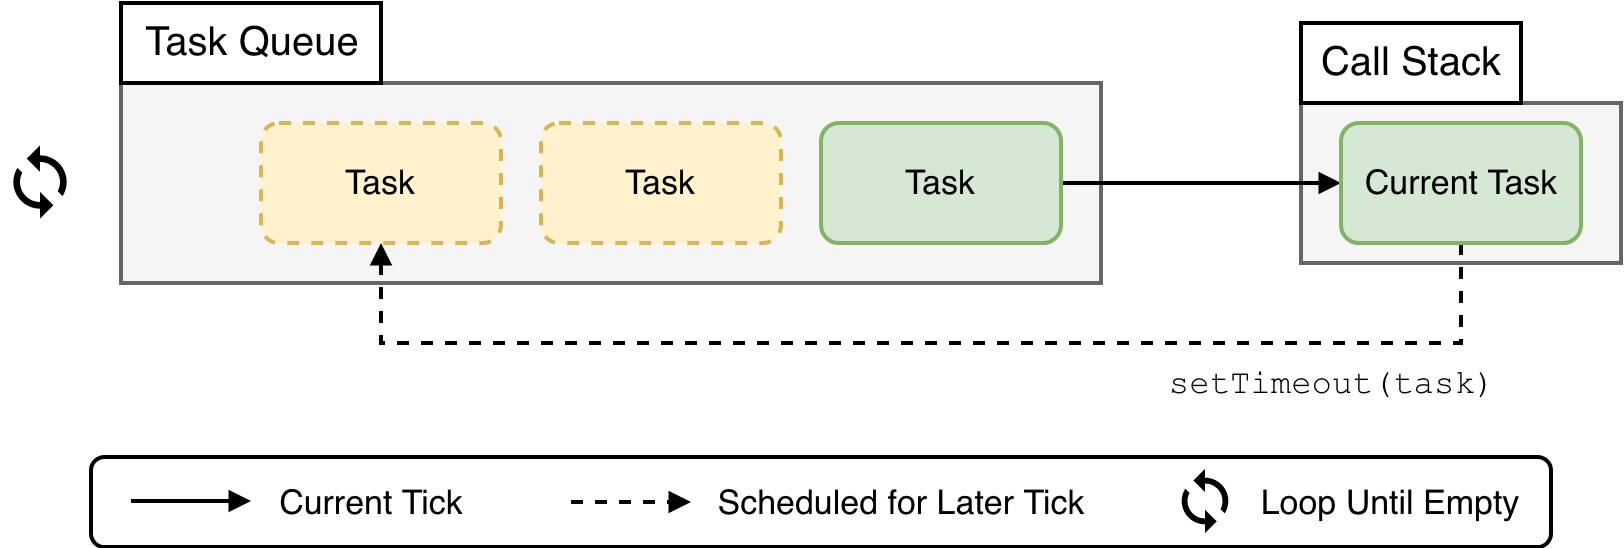 Task Queue
Call Stack
Task
Task
Task
Current Task
setTimeout(task)
Current Tick
Scheduled for Later Tick
Loop Until Empty